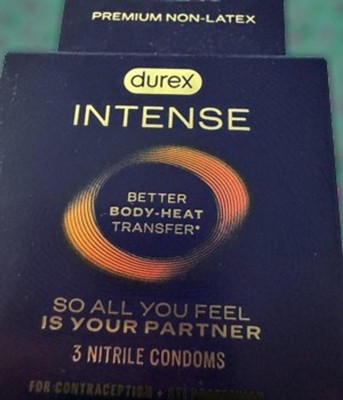 PREMIUM NON-LATEX
durex
INTENSE
BETTER
BODY-HEAT
TRANSFER*
SO ALL YOU FEEL
IS YOUR PARTNER
3 NITRILE CONDOMS
FOR CONTRACEPTION +